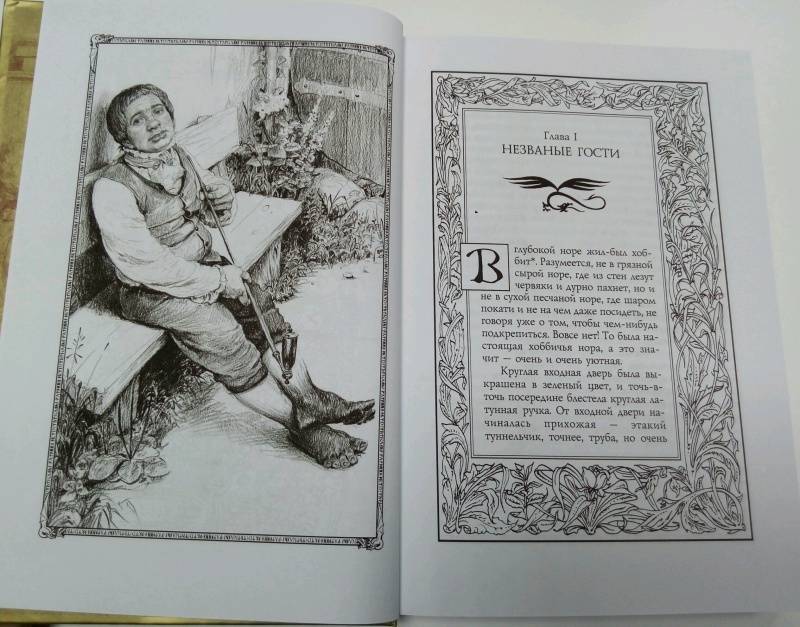 Глава I
НЕЗВАНЫЕ ГОСТИ
В глубокой норе жил-был хоб-
бит*. Разумеется, не в грязной
сырой норе, где из стен лезут
червяки и дурно пахнет, но и
не в сухой песчаной норе, где шаром
покати и не на чем даже посидеть, не
говоря уже о том, чтобы чем-нибудь
подкрепиться. Вовсе нет! То была на-
стоящая хоббичья нора, а это зна-
чит — очень и очень уютная.
Круглая входная дверь была вы-
крашена в зеленый цвет, и точь-в-
точь посередине блестела круглая ла-
тунная ручка. От входной двери на-
чиналась прихожая — этакий
туннельчик, точнее, труба, но очень